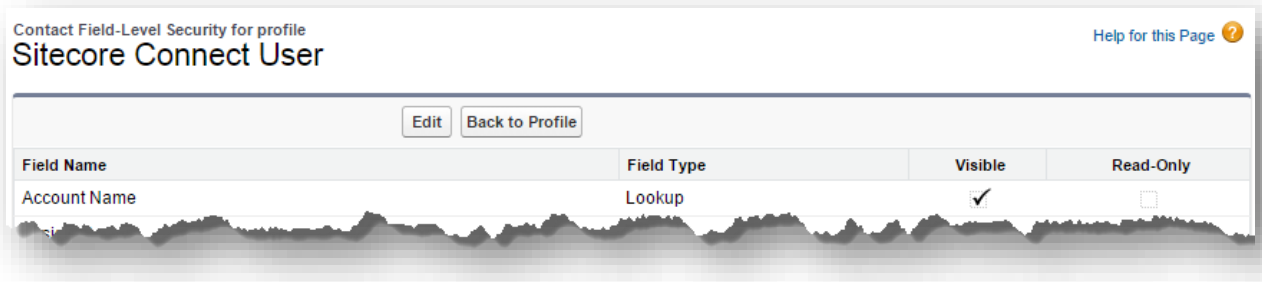 Contact Field-Level Security for profile
Sitecore Connect User
Help for this Page ?
Edit Back to Profile
Field Name Field Type Visible Read-Only
Account Name Lookup